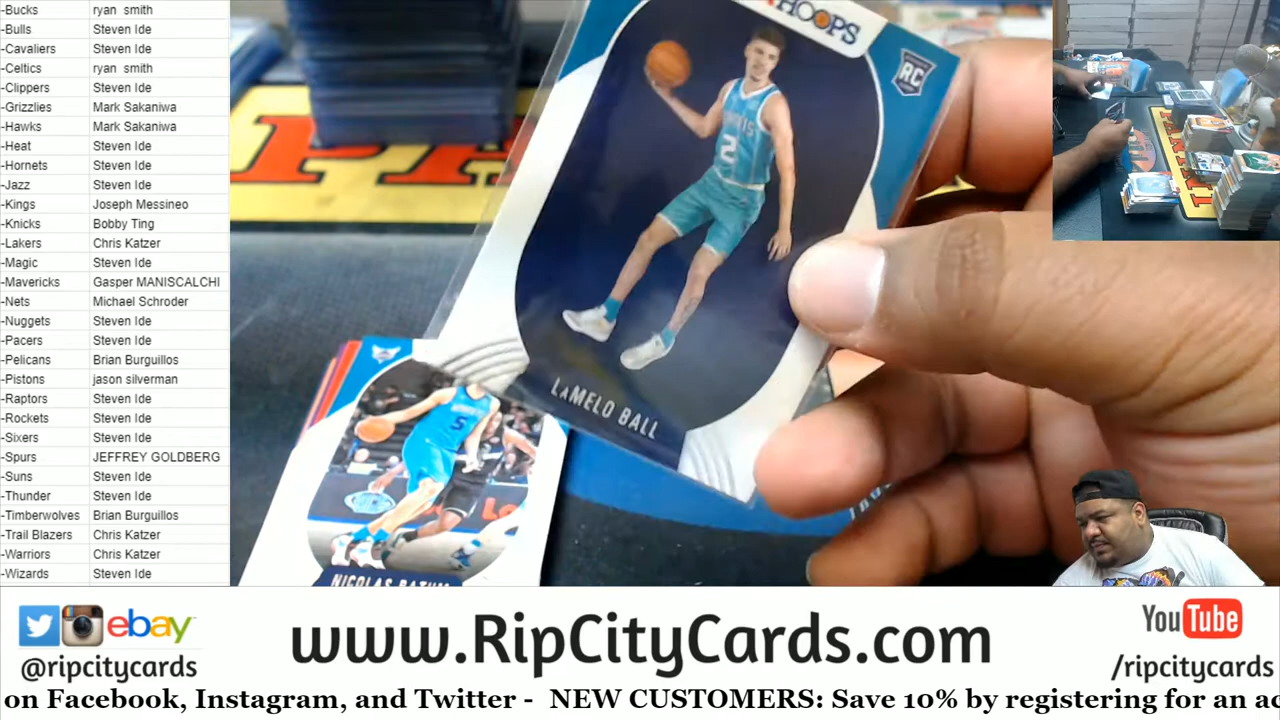 -Bucks ryan smith
-Bulls Steven Ide
-Cavaliers Steven Ide
-Celtics ryan smith
-Clippers Steven Ide
-Grizzlies Mark Sakaniwa
-Hawks Mark Sakaniwa
-Heat Steven Ide
-Hornets Steven Ide
-Jazz Steven Ide
-Kings Joseph Messineo
-Knicks Bobby Ting
-Lakers Chris Katzer
-Magic Steven Ide
-Mavericks Gasper MANISCALCHI
-Nets Michael Schroder
-Nuggets Steven Ide
-Pacers Steven Ide
-Pelicans Brian Burguillos
-Pistons jason silverman
-Raptors Steven Ide
-Rockets Steven Ide
-Sixers Steven Ide
-Spurs JEFFREY GOLDBERG
-Suns Steven Ide
-Thunder Steven Ide
-Timberwolves Brian Burguillos
-Trail Blazers Chris Katzer
-Warriors Chris Katzer
-Wizards Steven Ide
HOOPS
RC
2
LAMELO BALL
5
NICOLAS BATUM
ebay
@ripcitycards
www.RipCityCards.com
YouTube
/ripcitycards
on Facebook, Instagram, and Twitter - NEW CUSTOMERS: Save 10% by registering for an ac